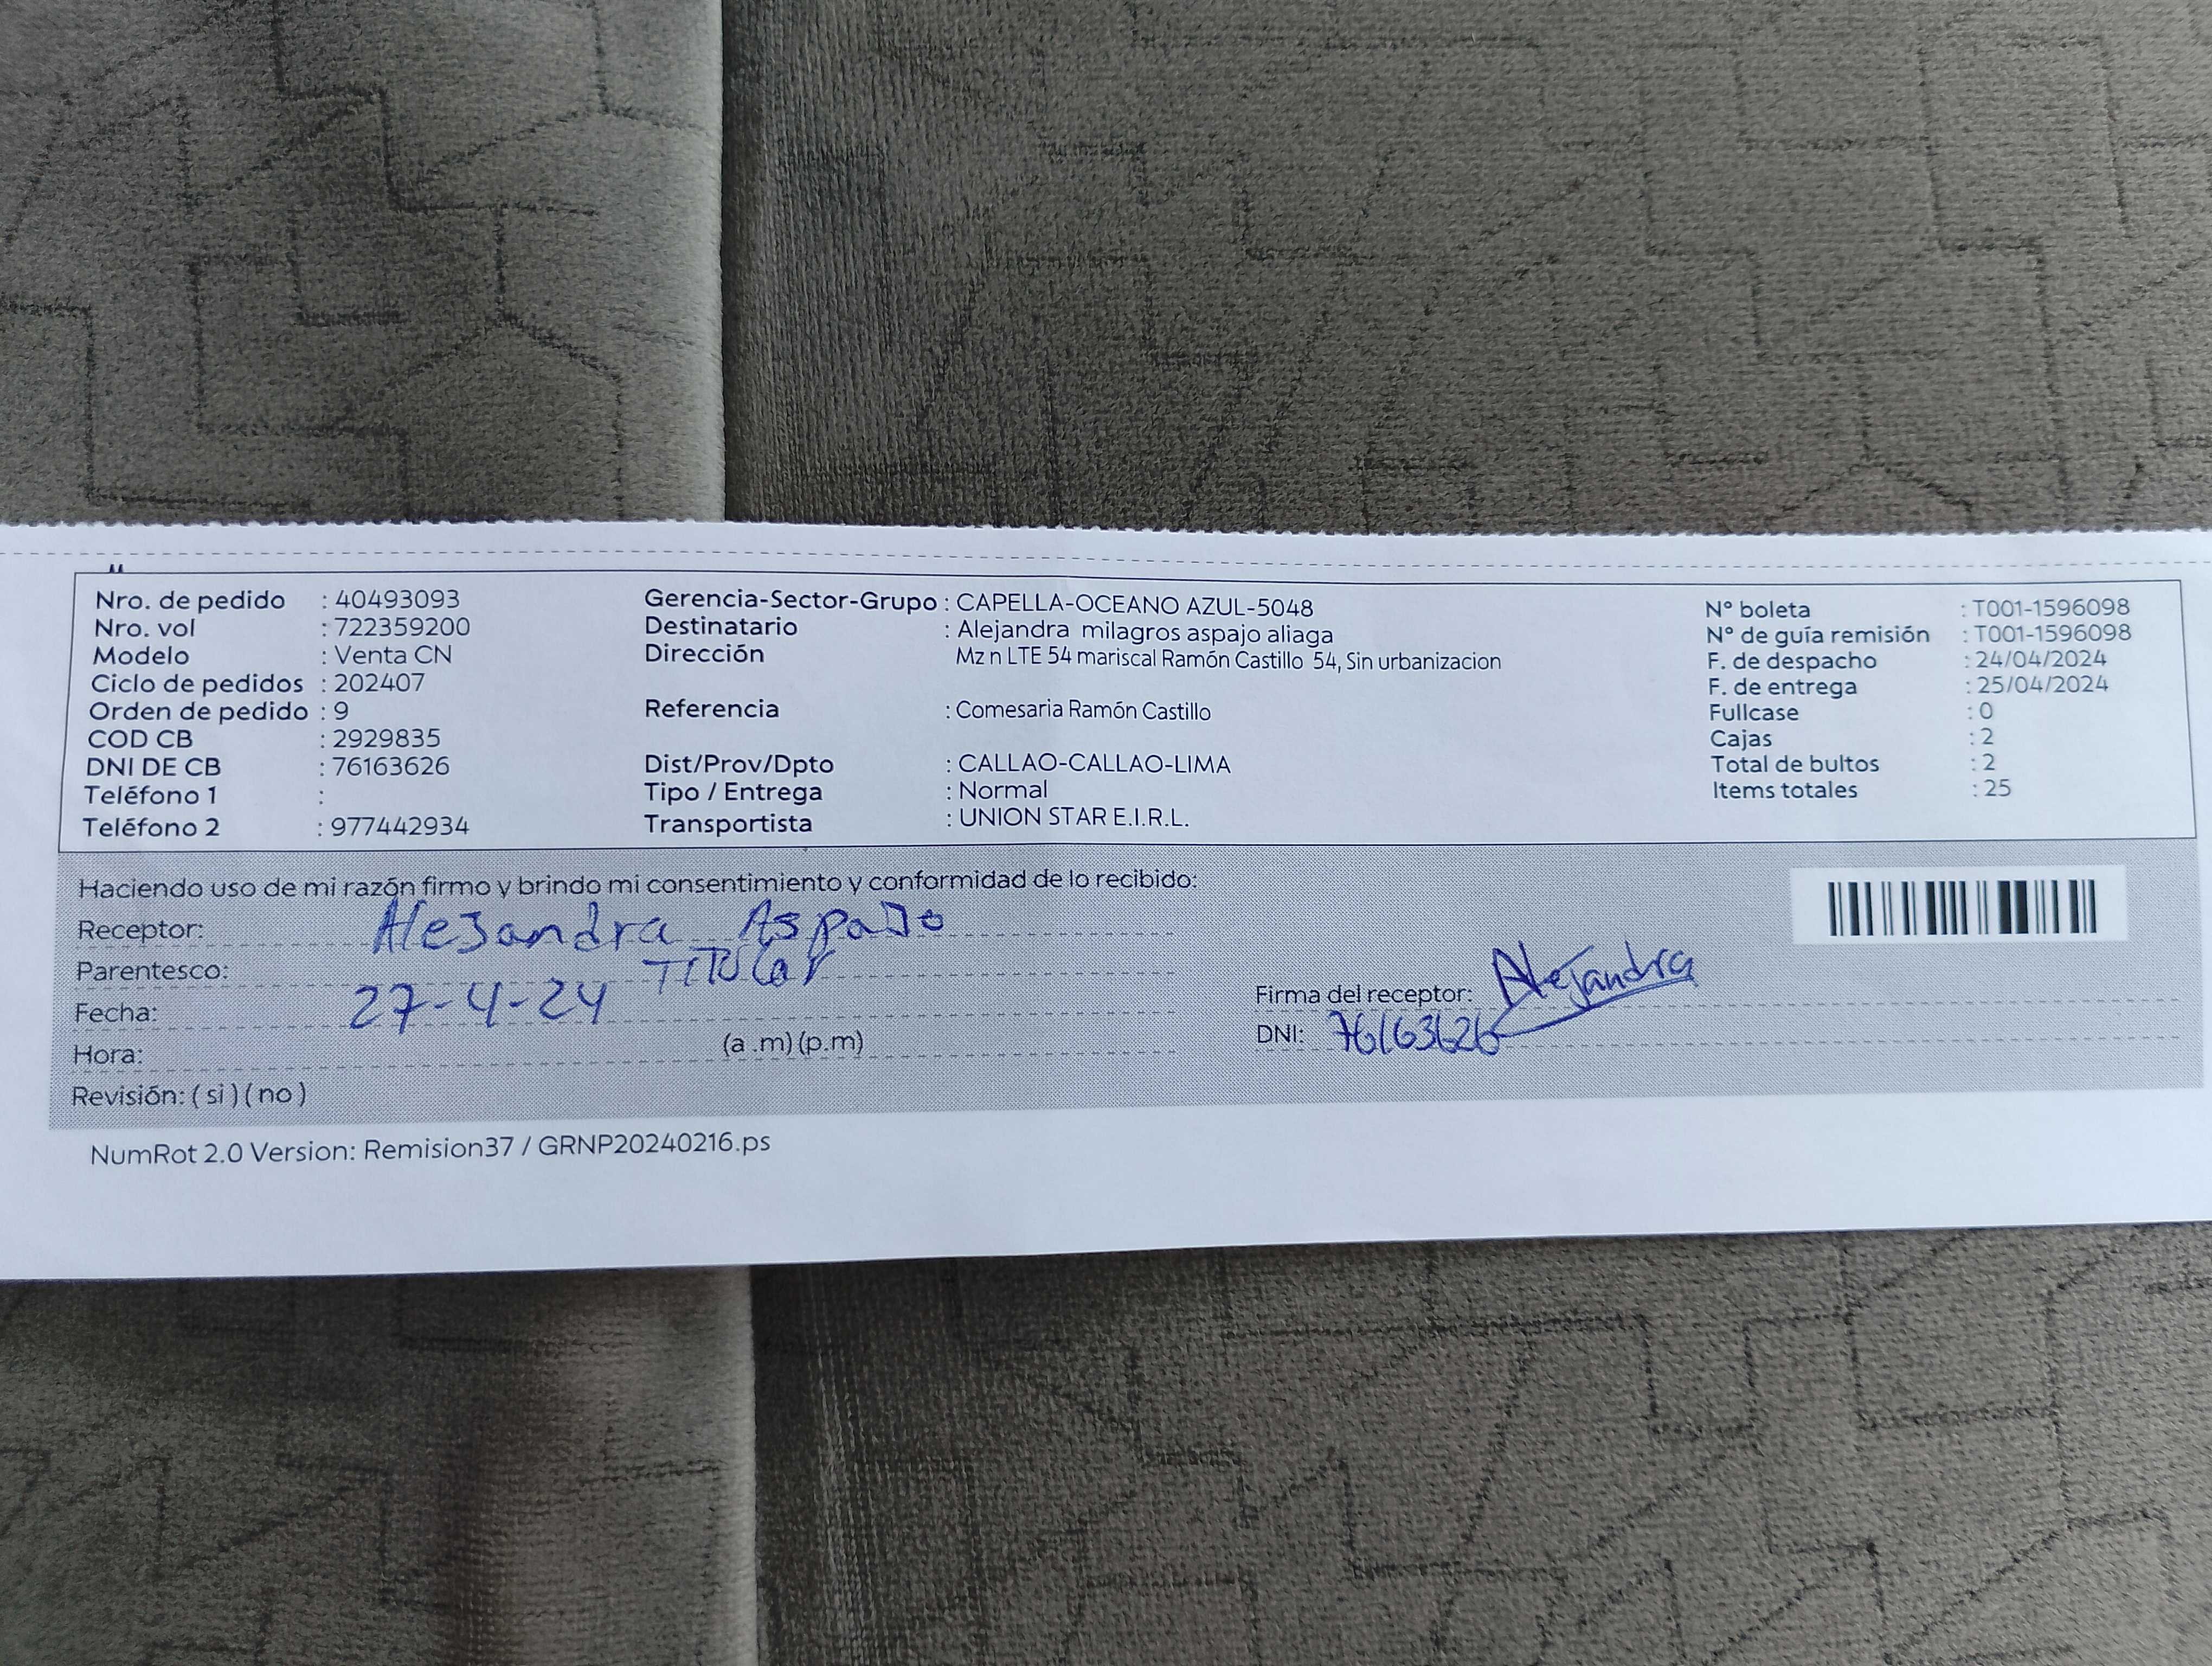 Nro. de pedido : 40493093
Nro. vol : 722359200
Modelo : Venta CN
Ciclo de pedidos : 202407
Orden de pedido : 9
COD CB : 2929835
DNI DE CB : 76163626
Teléfono 1 :
Teléfono 2 : 977442934
Gerencia-Sector-Grupo : CAPELLA-OCEANO AZUL-5048
Destinatario : Alejandra milagros aspajo aliaga
Dirección Mz n LTE 54 mariscal Ramón Castillo 54, Sin urbanizacion
Referencia : Comesaria Ramón Castillo
Dist/Prov/Dpto : CALLAO-CALLAO-LIMA
Tipo / Entrega : Normal
Transportista : UNION STAR E.I.R.L.
N° boleta : T001-1596098
N° de guía remisión : T001-1596098
F. de despacho : 24/04/2024
F. de entrega : 25/04/2024
Fullcase : 0
Cajas : 2
Total de bultos : 2
Items totales : 25
Haciendo uso de mi razón firmo y brindo mi consentimiento y conformidad de lo recibido:
Receptor: Alejandra Aspajo
Parentesco: TITULar
Fecha: 27-4-24
Hora: (a .m) (p.m)
Revisión: ( si ) ( no )
Firma del receptor: Alejandra
DNI: 76163626
NumRot 2.0 Version: Remision37 / GRNP20240216.ps